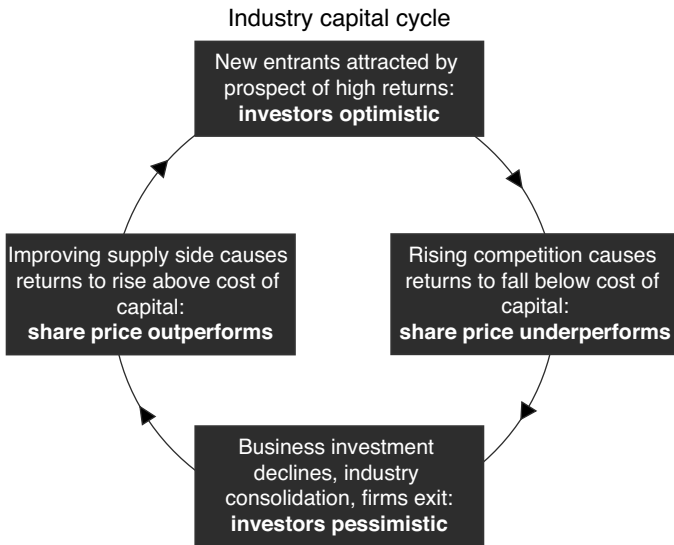 Industry capital cycle
New entrants attracted by
prospect of high returns:
investors optimistic
Rising competition causes
returns to fall below cost of
capital:
share price underperforms
Business investment
declines, industry
consolidation, firms exit:
investors pessimistic
Improving supply side causes
returns to rise above cost of
capital:
share price outperforms